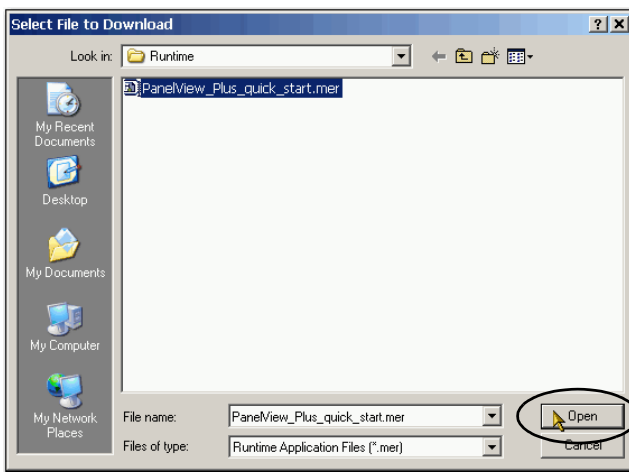 Select File to Download
Look in:
Runtime
PanelView_Plus_quick_start.mer
My Recent
Documents
Desktop
My Documents
My Computer
My Network
Places
File name:
PanelView_Plus_quick_start.mer
Open
Files of type:
Runtime Application Files (*.mer)
Cancel